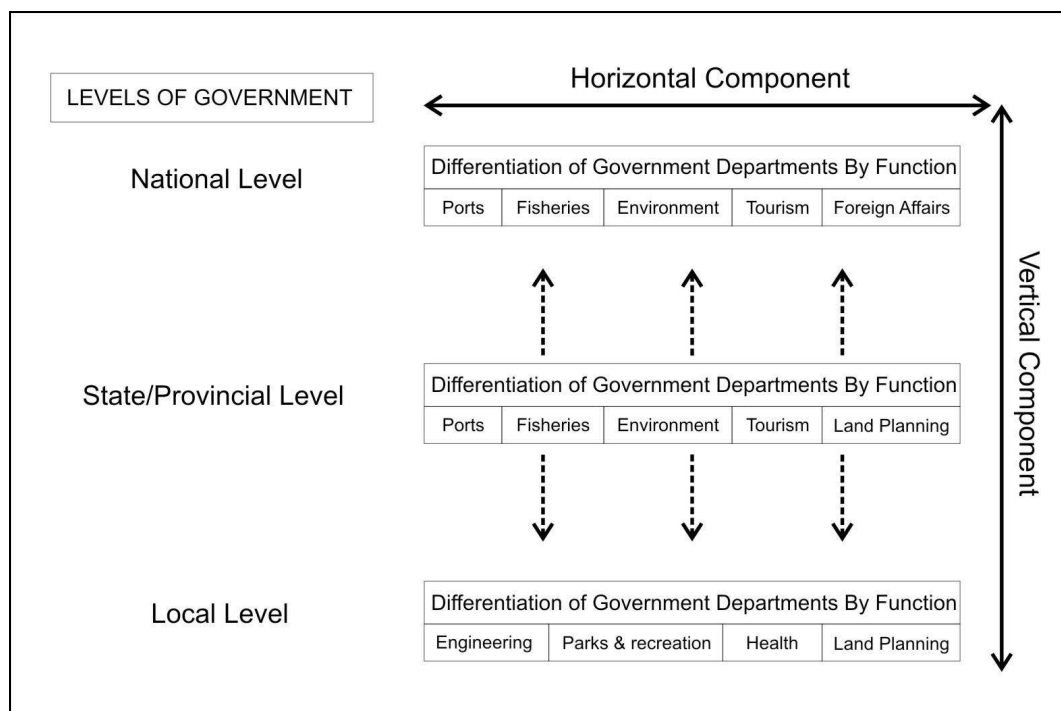 Horizontal Component
LEVELS OF GOVERNMENT
National Level
Differentiation of Government Departments By Function
Ports Fisheries Environment Tourism Foreign Affairs
Vertical Component
State/Provincial Level
Differentiation of Government Departments By Function
Ports Fisheries Environment Tourism Land Planning
Local Level
Differentiation of Government Departments By Function
Engineering Parks & recreation Health Land Planning